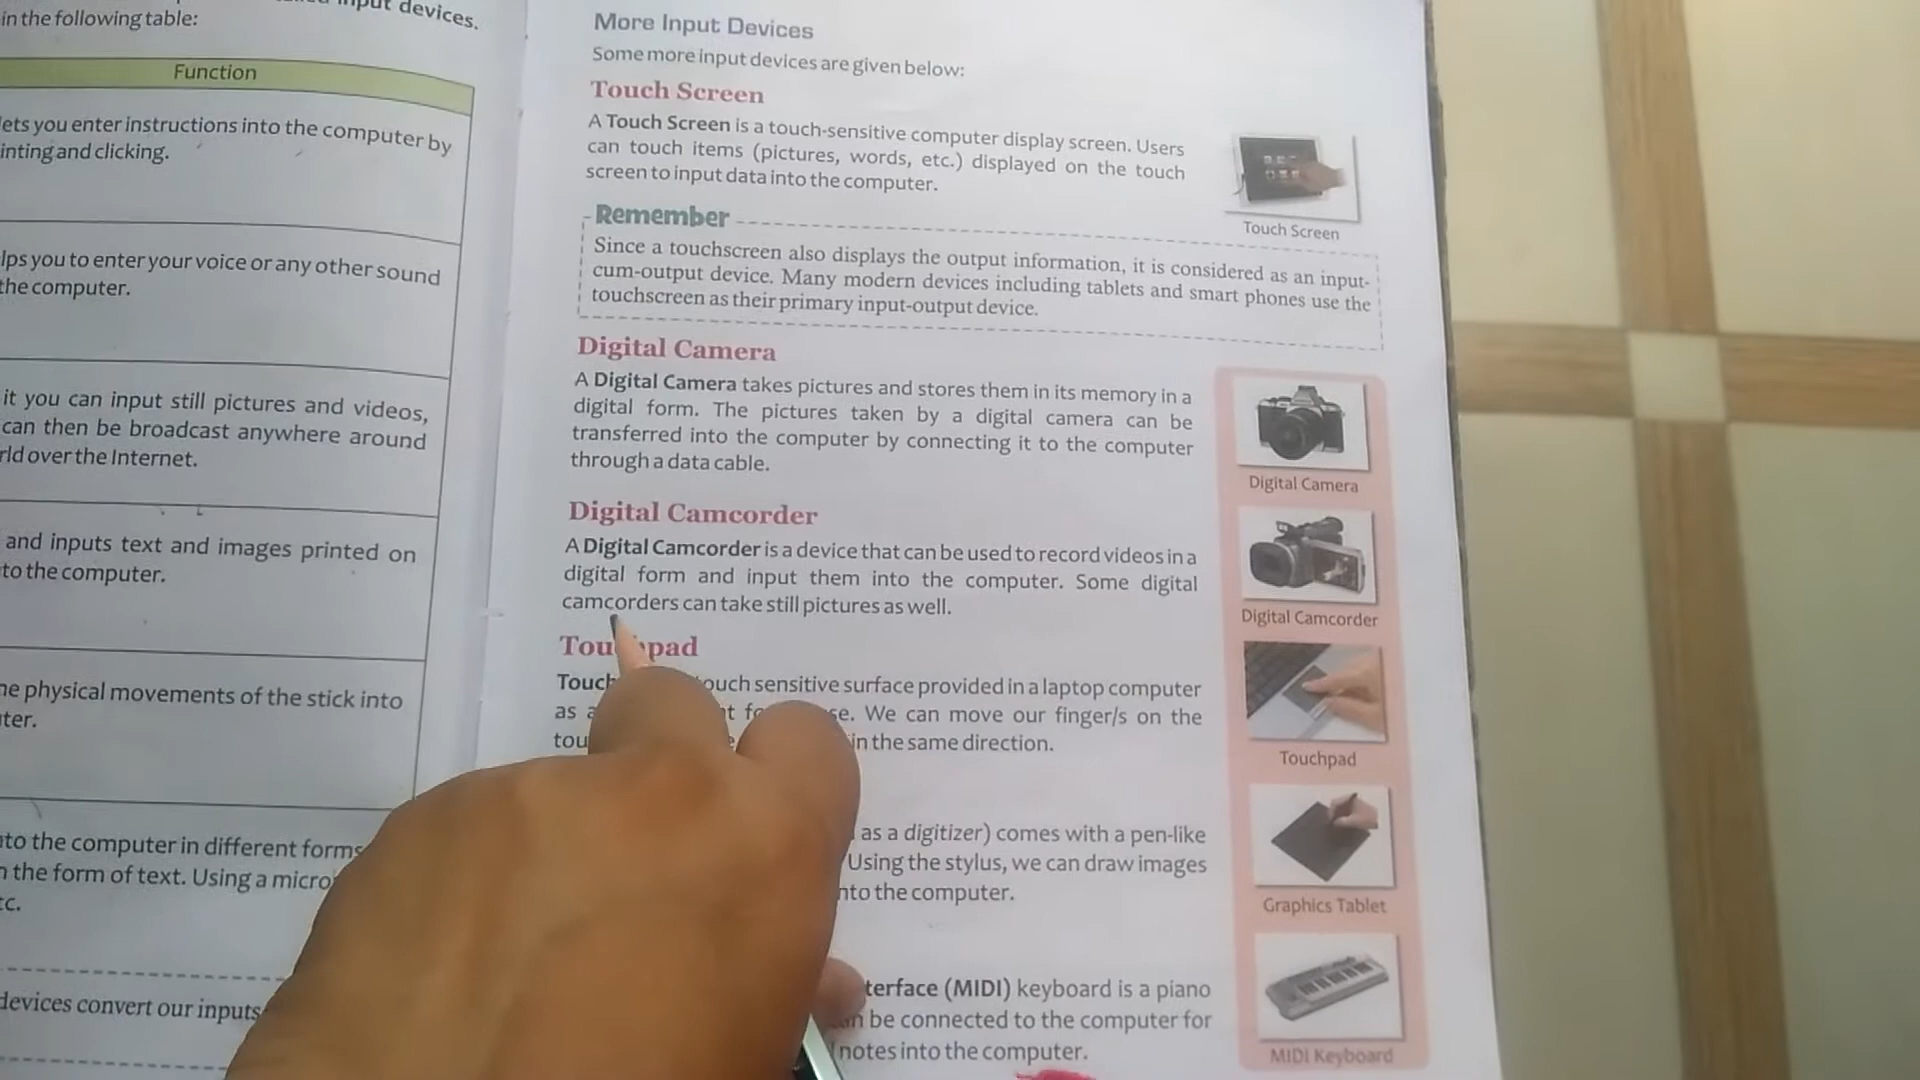 input devices.
in the following table:
Function
lets you enter instructions into the computer by
inting and clicking.
lps you to enter your voice or any other sound
the computer.
it you can input still pictures and videos,
can then be broadcast anywhere around
rld over the Internet.
and inputs text and images printed on
to the computer.
he physical movements of the stick into
ter.
to the computer in different forms
n the form of text. Using a micro
tc.
devices convert our inputs
More Input Devices
Some more input devices are given below:
Touch Screen
A Touch Screen is a touch-sensitive computer display screen. Users
can touch items (pictures, words, etc.) displayed on the touch
screen to input data into the computer.
Touch Screen
Remember
Since a touchscreen also displays the output information, it is considered as an input-
cum-output device. Many modern devices including tablets and smart phones use the
touchscreen as their primary input-output device.
Digital Camera
A Digital Camera takes pictures and stores them in its memory in a
digital form. The pictures taken by a digital camera can be
transferred into the computer by connecting it to the computer
through a data cable.
Digital Camera
Digital Camcorder
A Digital Camcorder is a device that can be used to record videos in a
digital form and input them into the computer. Some digital
camcorders can take still pictures as well.
Digital Camcorder
Tou pad
Touch ouch sensitive surface provided in a laptop computer
as a t fo se. We can move our finger/s on the
tou in the same direction.
Touchpad
as a digitizer) comes with a pen-like
Using the stylus, we can draw images
nto the computer.
Graphics Tablet
terface (MIDI) keyboard is a piano
an be connected to the computer for
notes into the computer.
MIDI Keyboard